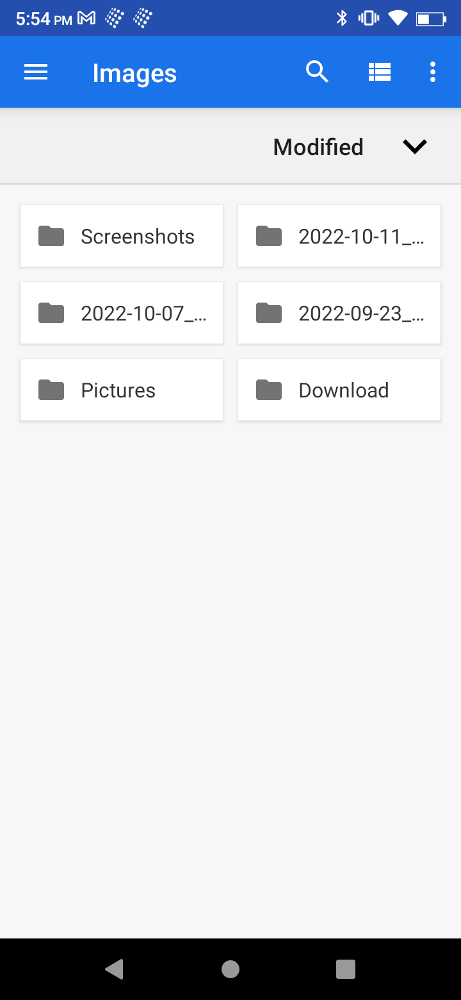 5:54 PM
Images
Modified
Screenshots
2022-10-11_...
2022-10-07_...
2022-09-23_...
Pictures
Download